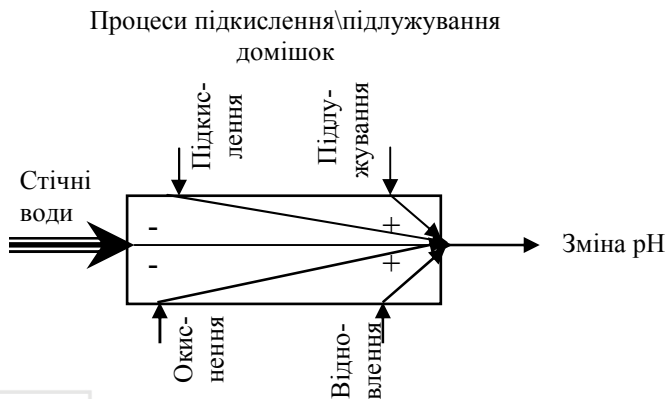 Процеси підкислення\підлужування
домішок
Підкис-
лення
Підлу-
жування
Стічні
води
- +
- +
Зміна pH
Окис-
нення
Відно-
влення